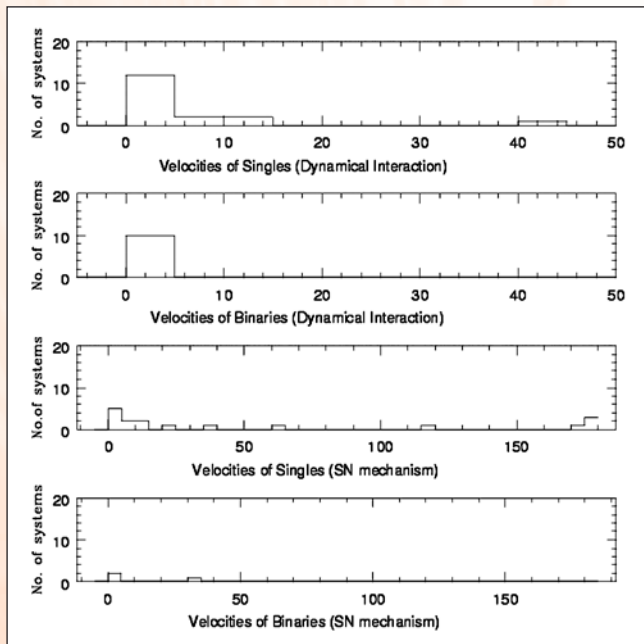 No. of systems
20
10
0
0 10 20 30 40 50
Velocities of Singles (Dynamical Interaction)
No. of systems
20
10
0
0 10 20 30 40 50
Velocities of Binaries (Dynamical Interaction)
No.of systems
20
10
0
0 50 100 150
Velocities of Singles (SN mechanism)
No. of systems
20
10
0
0 50 100 150
Velocities of Binaries (SN mechanism)